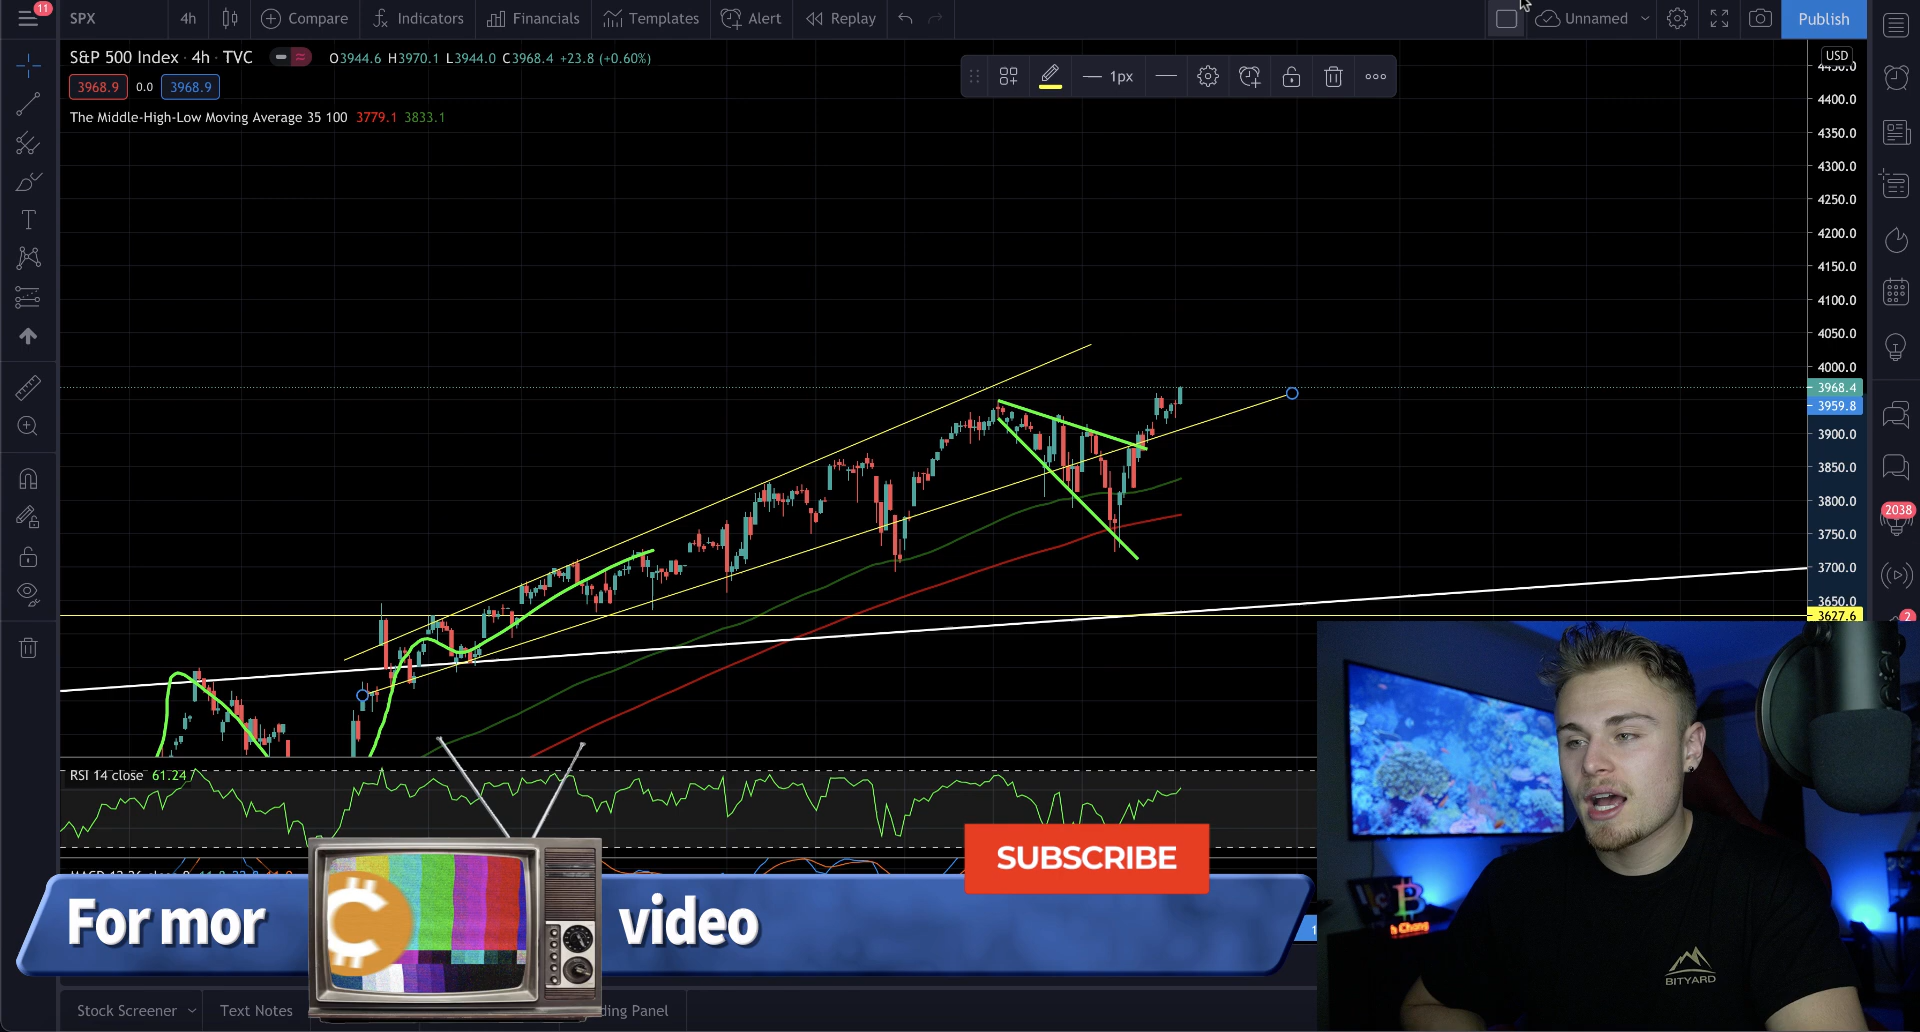 11
SPX
4h
Compare
Indicators
Financials
Templates
Alert
Replay
Unnamed
Publish
S&P 500 Index · 4h · TVC
O3944.6 H3970.1 L3944.0 C3968.4 +23.8 (+0.60%)
3968.9 0.0 3968.9
The Middle-High-Low Moving Average 35 100 3779.1 3833.1
1px
USD
4450.0
4400.0
4350.0
4300.0
4250.0
4200.0
4150.0
4100.0
4050.0
4000.0
3968.4
3959.8
3900.0
3850.0
3800.0
3750.0
3700.0
3650.0
3627.6
2038
2
RSI 14 close 61.24
SUBSCRIBE
For mor
video
1
BITYARD
Stock Screener
Text Notes
ding Panel